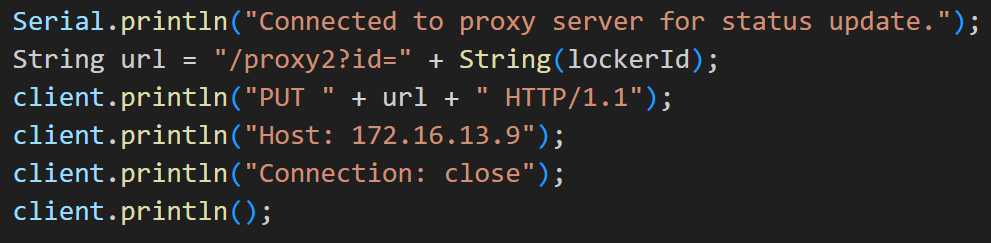 Serial.println("Connected to proxy server for status update.");
String url = "/proxy2?id=" + String(lockerId);
client.println("PUT " + url + " HTTP/1.1");
client.println("Host: 172.16.13.9");
client.println("Connection: close");
client.println();